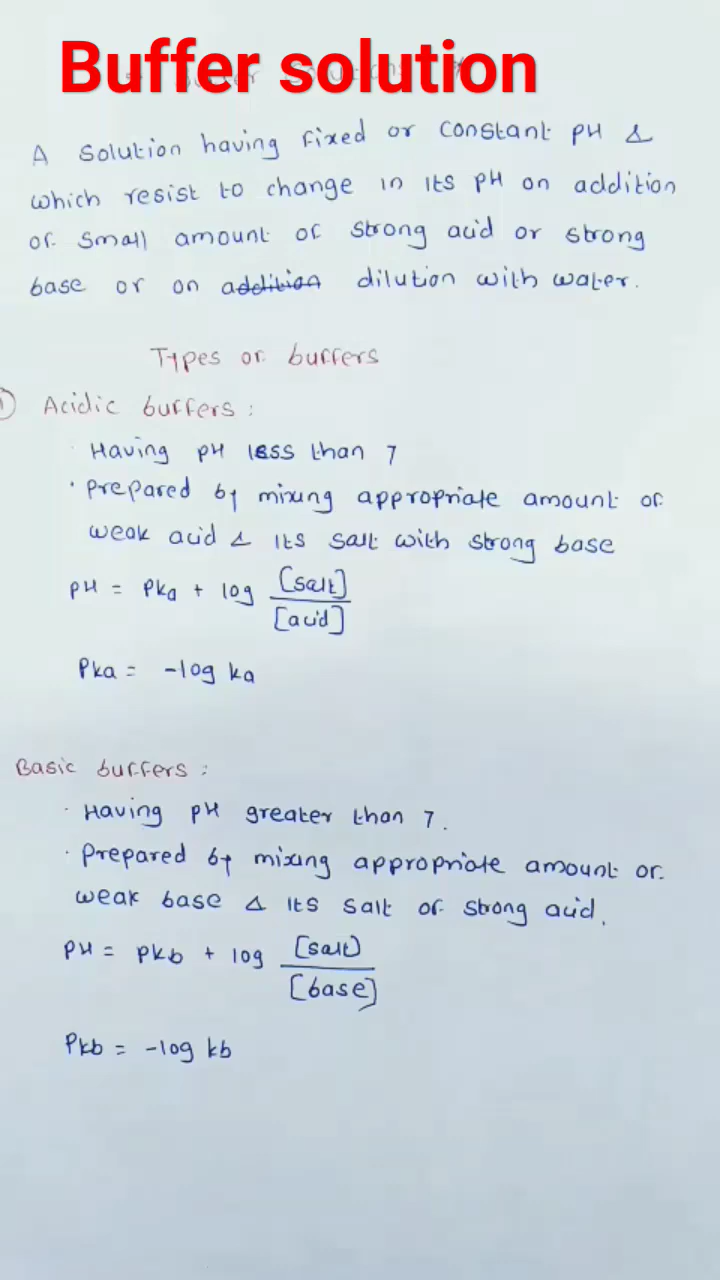 Buffer solution
A solution having fixed or constant pH &
which resist to change in its pH on addition
of small amount of strong acid or strong
base or on addition dilution with water.
Types of buffers
1) Acidic buffers :
· Having pH less than 7
· Prepared by mixing appropriate amount of
weak acid & its salt with strong base
pH = Pka + log [salt]/[acid]
Pka = -log ka
Basic buffers :
· Having pH greater than 7.
· Prepared by mixing appropriate amount of
weak base & its salt of strong acid.
pH = pkb + log [salt]/[base]
Pkb = -log kb